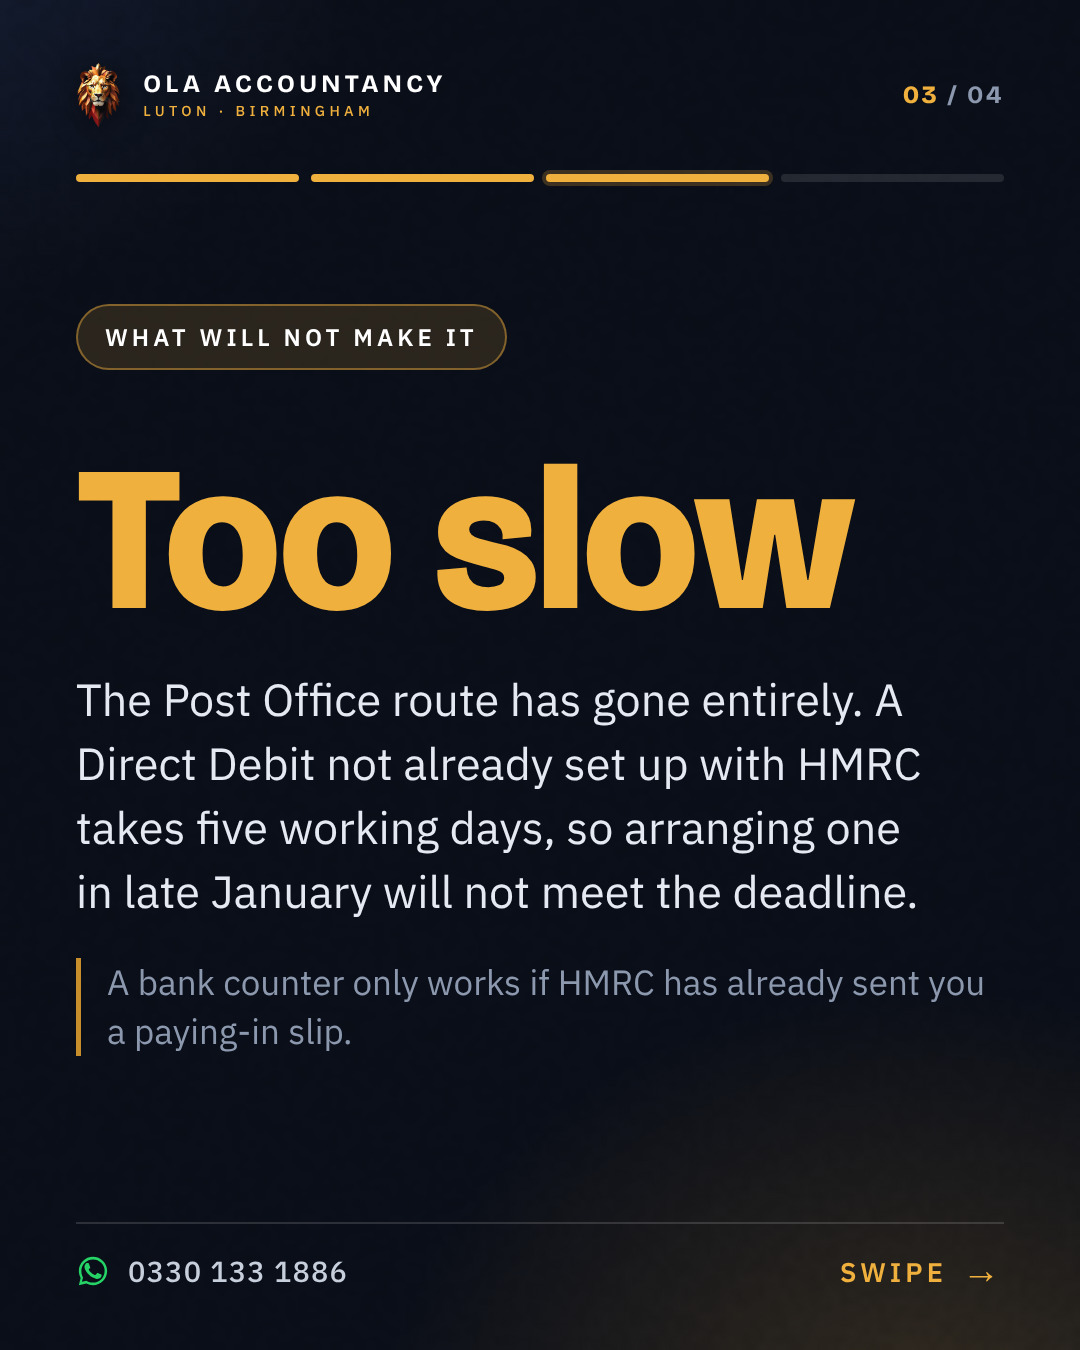 OLA ACCOUNTANCY
LUTON · BIRMINGHAM
03 / 04
WHAT WILL NOT MAKE IT
Too slow
The Post Office route has gone entirely. A
Direct Debit not already set up with HMRC
takes five working days, so arranging one
in late January will not meet the deadline.
A bank counter only works if HMRC has already sent you
a paying-in slip.
0330 133 1886
SWIPE →